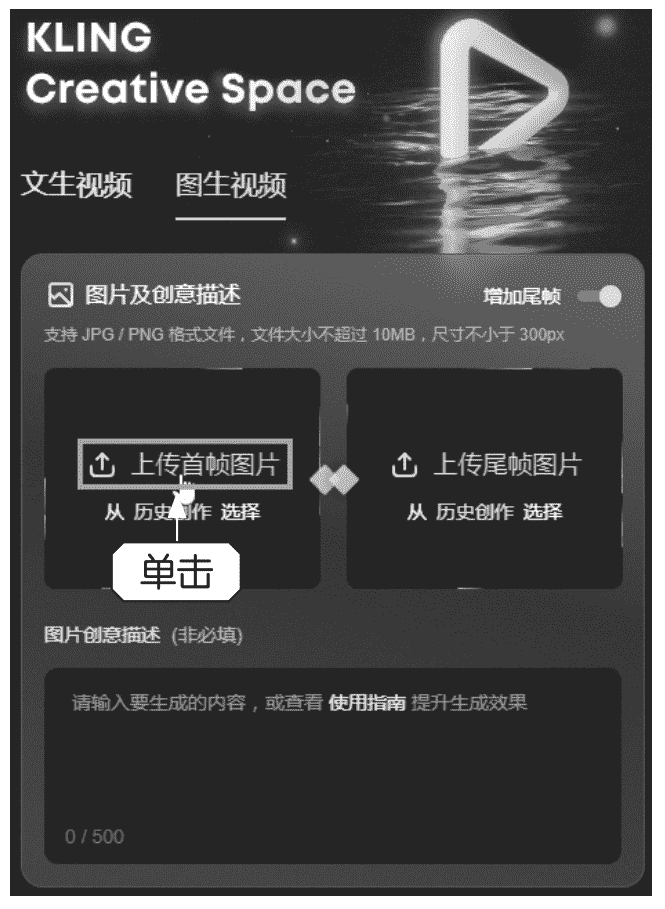 KLING
Creative Space
文生视频 图生视频
图片及创意描述 增加尾帧
支持 JPG / PNG 格式文件，文件大小不超过 10MB，尺寸不小于 300px
上传首帧图片 上传尾帧图片
从 历史创作 选择 从 历史创作 选择
单击
图片创意描述 (非必填)
请输入要生成的内容，或查看 使用指南 提升生成效果
0 / 500